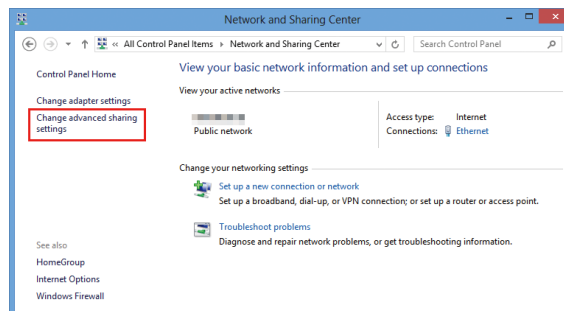 Network and Sharing Center
« All Control Panel Items Network and Sharing Center
Search Control Panel
Control Panel Home
Change adapter settings
Change advanced sharing
settings
See also
HomeGroup
Internet Options
Windows Firewall
View your basic network information and set up connections
View your active networks
Public network
Access type: Internet
Connections: Ethernet
Change your networking settings
Set up a new connection or network
Set up a broadband, dial-up, or VPN connection; or set up a router or access point.
Troubleshoot problems
Diagnose and repair network problems, or get troubleshooting information.